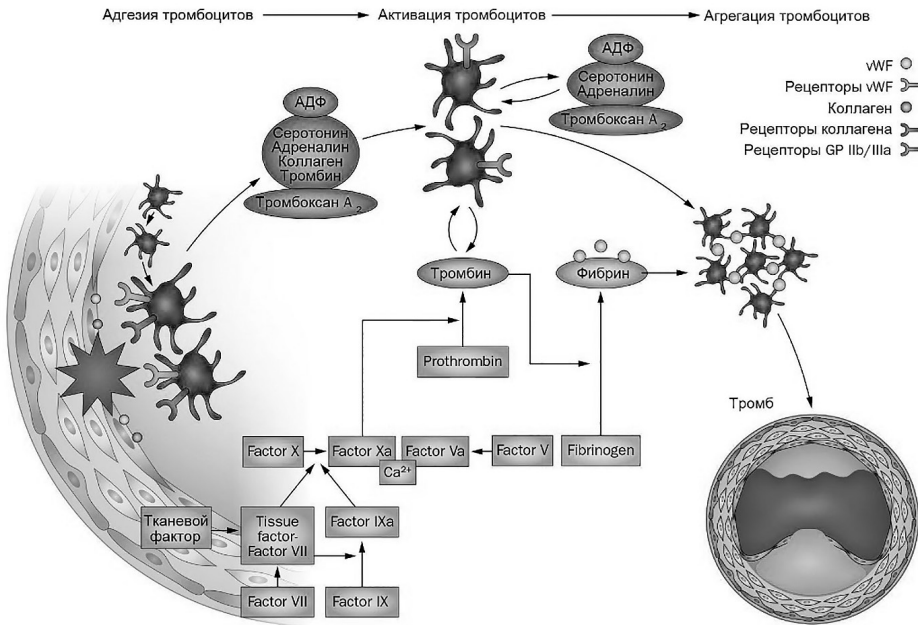 Адгезия тромбоцитов
Активация тромбоцитов
Агрегация тромбоцитов
АДФ
Серотонин
Адреналин
Тромбоксан А2
vWF
Рецепторы vWF
Коллаген
Рецепторы коллагена
Рецепторы GP IIb/IIIa
АДФ
Серотонин
Адреналин
Коллаген
Тромбин
Тромбоксан А2
Тромбин
Фибрин
Prothrombin
Тромб
Factor X
Factor Xa
Factor Va
Factor V
Fibrinogen
Ca2+
Тканевой
фактор
Tissue
factor-
Factor VII
Factor IXa
Factor VII
Factor IX